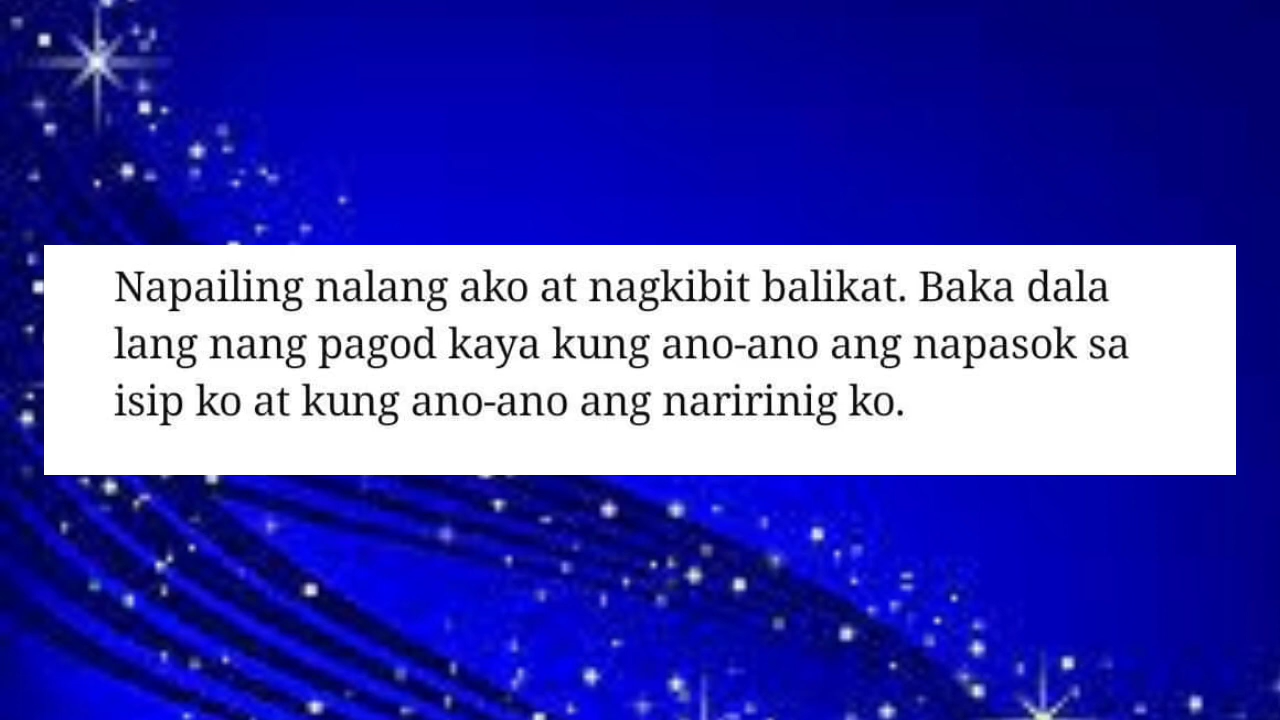 Napailing nalang ako at nagkibit balikat. Baka dala
lang nang pagod kaya kung ano-ano ang napasok sa
isip ko at kung ano-ano ang naririnig ko.